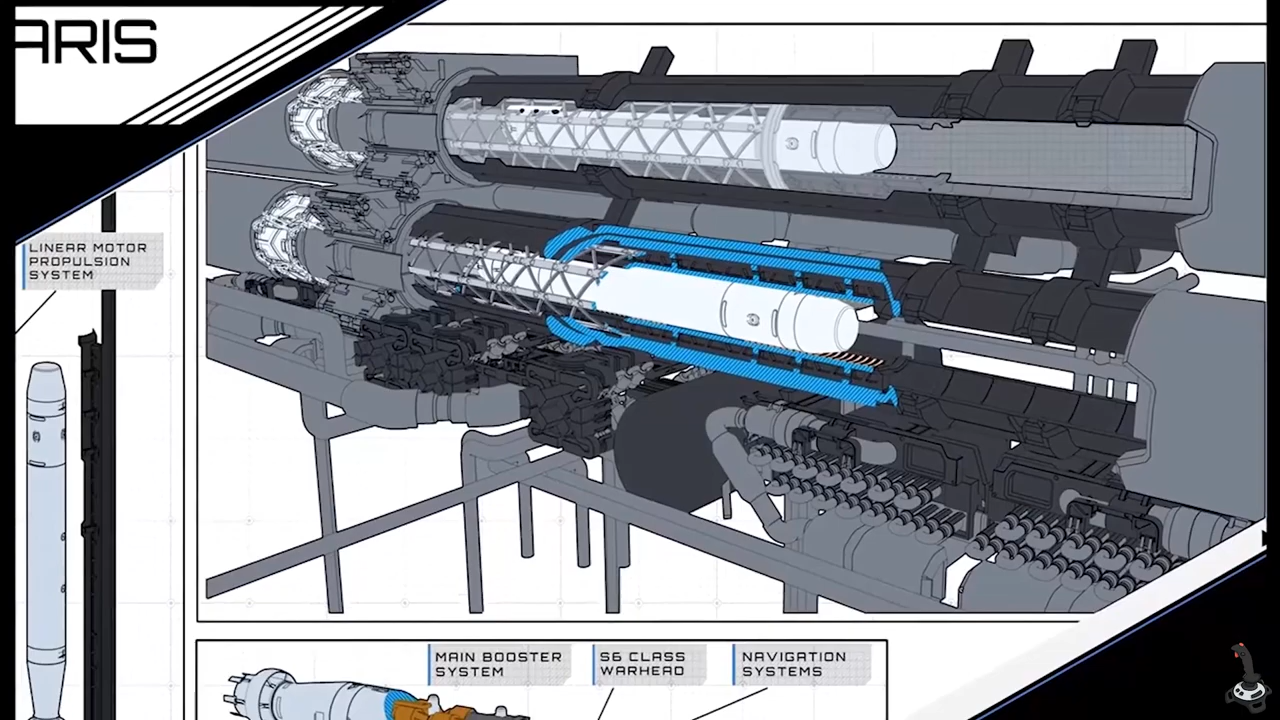 ARIS
LINEAR MOTOR
PROPULSION
SYSTEM
MAIN BOOSTER
SYSTEM
S6 CLASS
WARHEAD
NAVIGATION
SYSTEMS